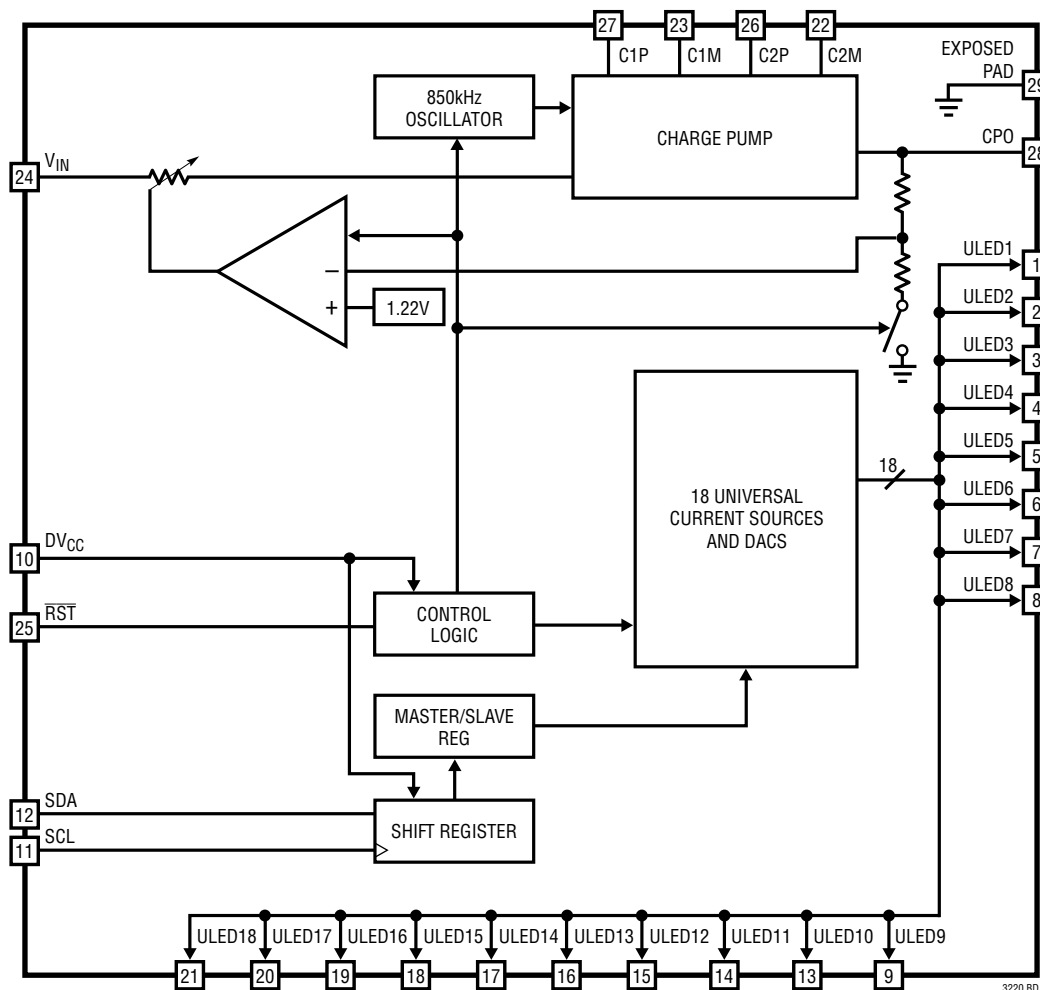 27 23 26 22
C1P C1M C2P C2M
EXPOSED
PAD
29
850kHz
OSCILLATOR
CHARGE PUMP
CPO
28
VIN
24
ULED1
1
–
+
1.22V
ULED2
2
ULED3
3
ULED4
4
ULED5
5
18
ULED6
6
18 UNIVERSAL
CURRENT SOURCES
AND DACS
ULED7
7
DVCC
10
ULED8
8
RST
25
CONTROL
LOGIC
MASTER/SLAVE
REG
SDA
12
SCL
11
SHIFT REGISTER
ULED18 ULED17 ULED16 ULED15 ULED14 ULED13 ULED12 ULED11 ULED10 ULED9
21 20 19 18 17 16 15 14 13 9
3220 BD